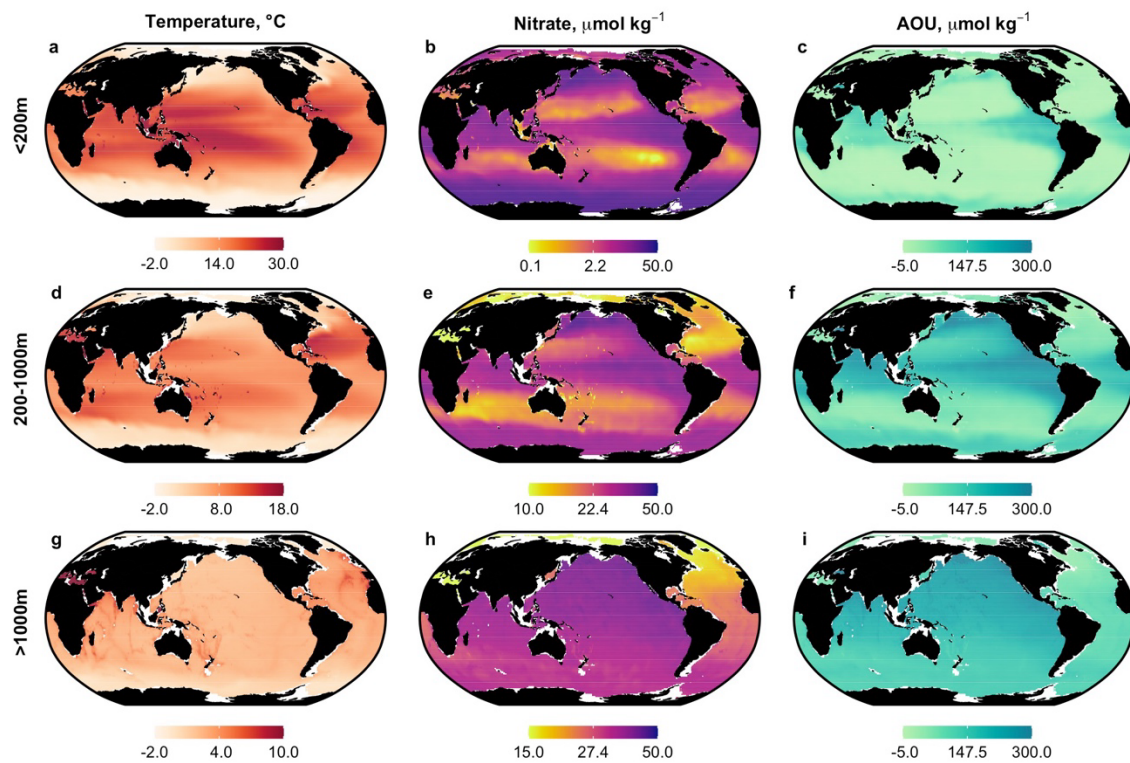 Temperature, °C Nitrate, μmol kg⁻¹ AOU, μmol kg⁻¹
<200m
a b c
-2.0 14.0 30.0 0.1 2.2 50.0 -5.0 147.5 300.0
200-1000m
d e f
-2.0 8.0 18.0 10.0 22.4 50.0 -5.0 147.5 300.0
>1000m
g h i
-2.0 4.0 10.0 15.0 27.4 50.0 -5.0 147.5 300.0